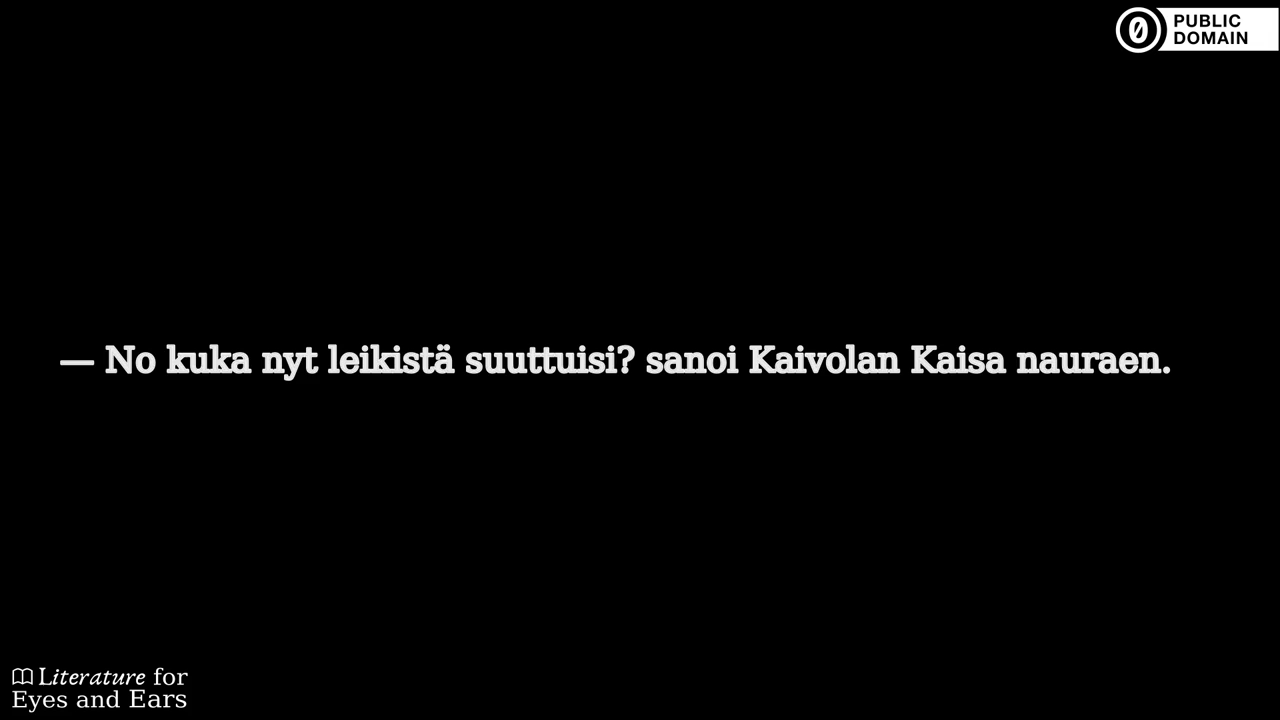 PUBLIC
DOMAIN
— No kuka nyt leikistä suuttuisi? sanoi Kaivolan Kaisa nauraen.
Literature for
Eyes and Ears